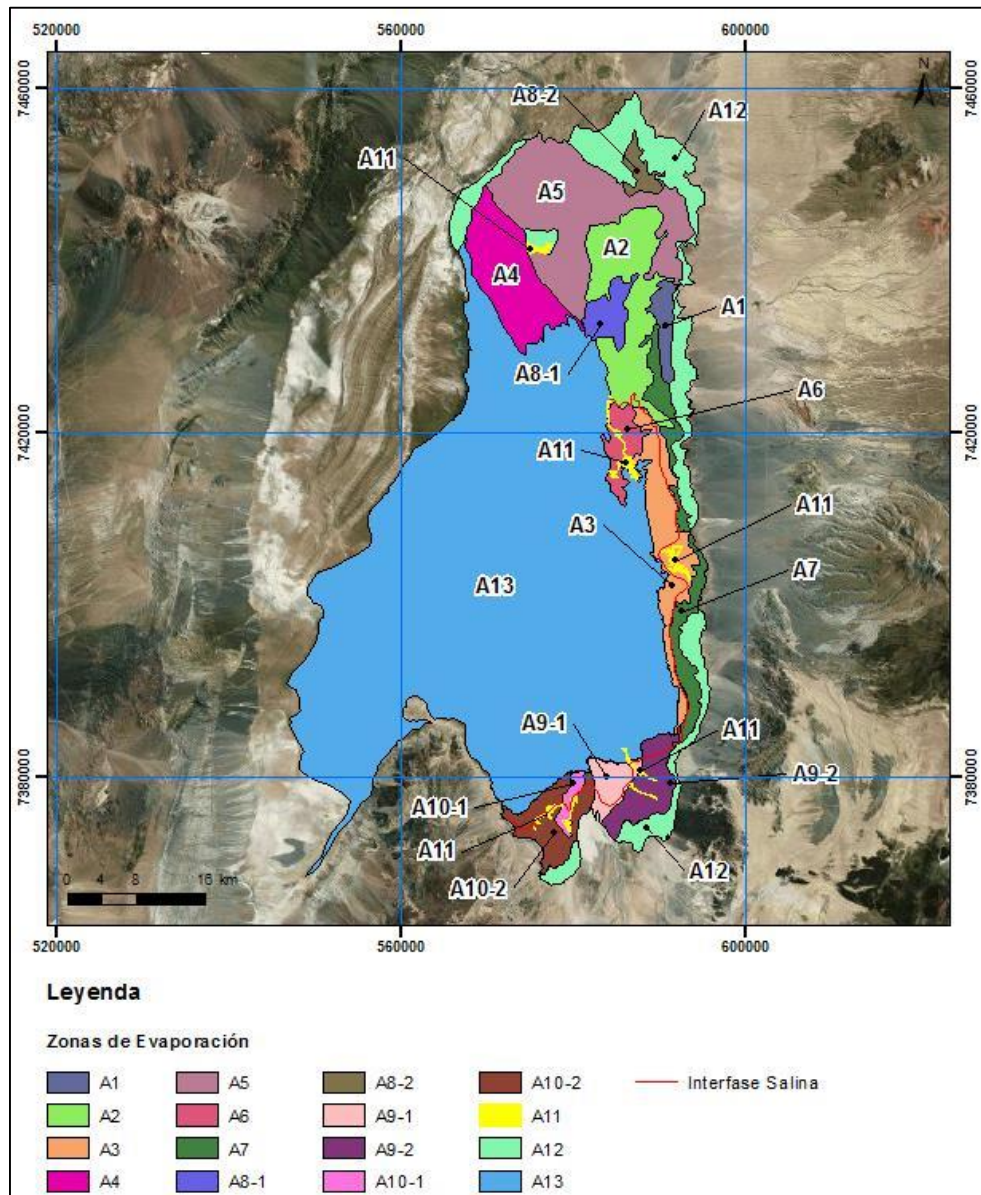 520000 560000 600000
7460000 7460000
N
A8-2
A12
A11
A5
A2
A4
A1
A8-1
A6
7420000 7420000
A11
A3
A11
A7
A13
A9-1
A11
7380000 7380000
A9-2
A10-1
A11
A12
A10-2
0 4 8 16 km
520000 560000 600000
Leyenda
Zonas de Evaporación
A1 A5 A8-2 A10-2 Interfase Salina
A2 A6 A9-1 A11
A3 A7 A9-2 A12
A4 A8-1 A10-1 A13